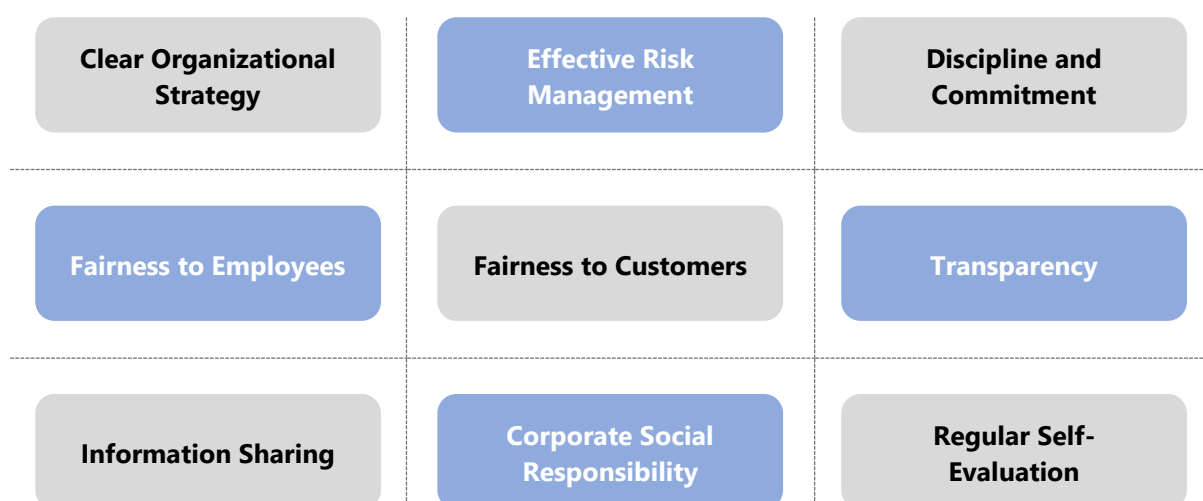 Clear Organizational
Strategy
Effective Risk
Management
Discipline and
Commitment
Fairness to Employees
Fairness to Customers
Transparency
Information Sharing
Corporate Social
Responsibility
Regular Self-
Evaluation